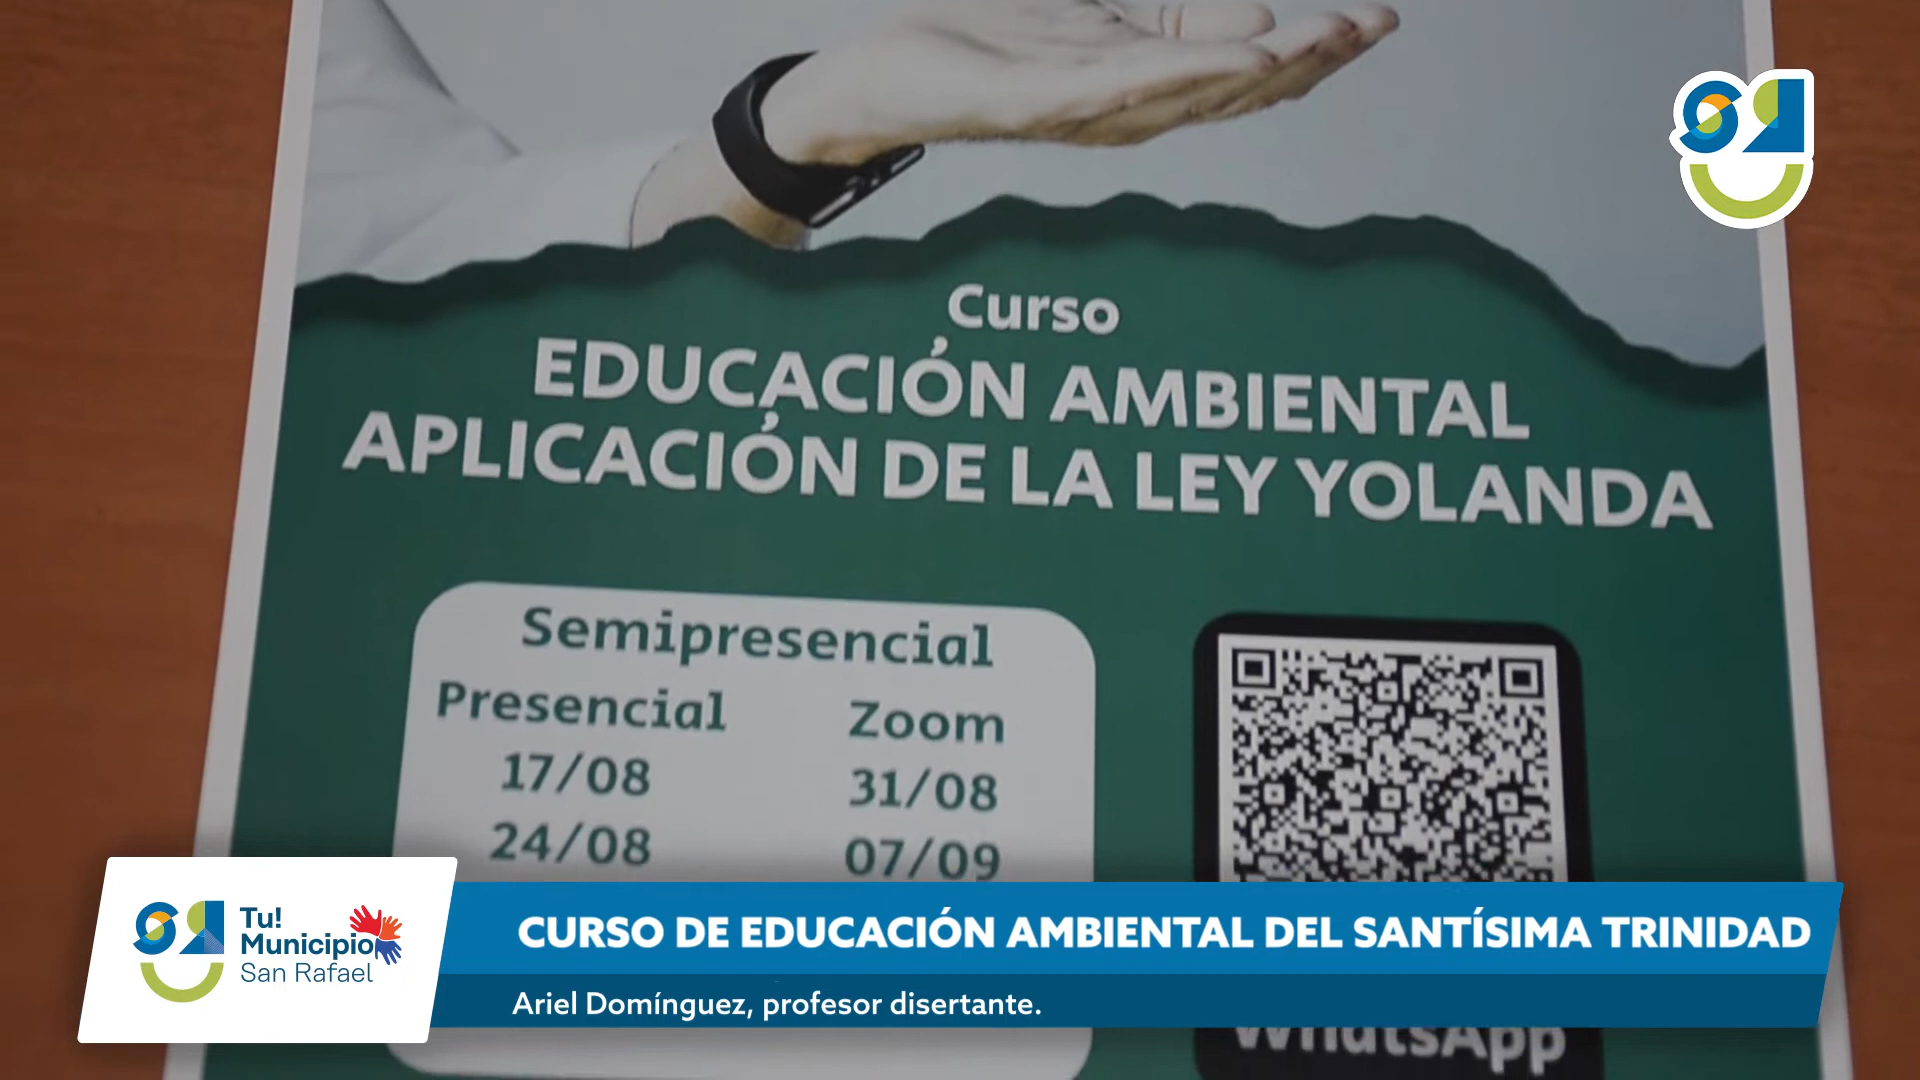 Curso
EDUCACIÓN AMBIENTAL
APLICACIÓN DE LA LEY YOLANDA
Semipresencial
Presencial Zoom
17/08 31/08
24/08 07/09
WhatsApp
Tu!
Municipio
San Rafael
CURSO DE EDUCACIÓN AMBIENTAL DEL SANTÍSIMA TRINIDAD
Ariel Domínguez, profesor disertante.